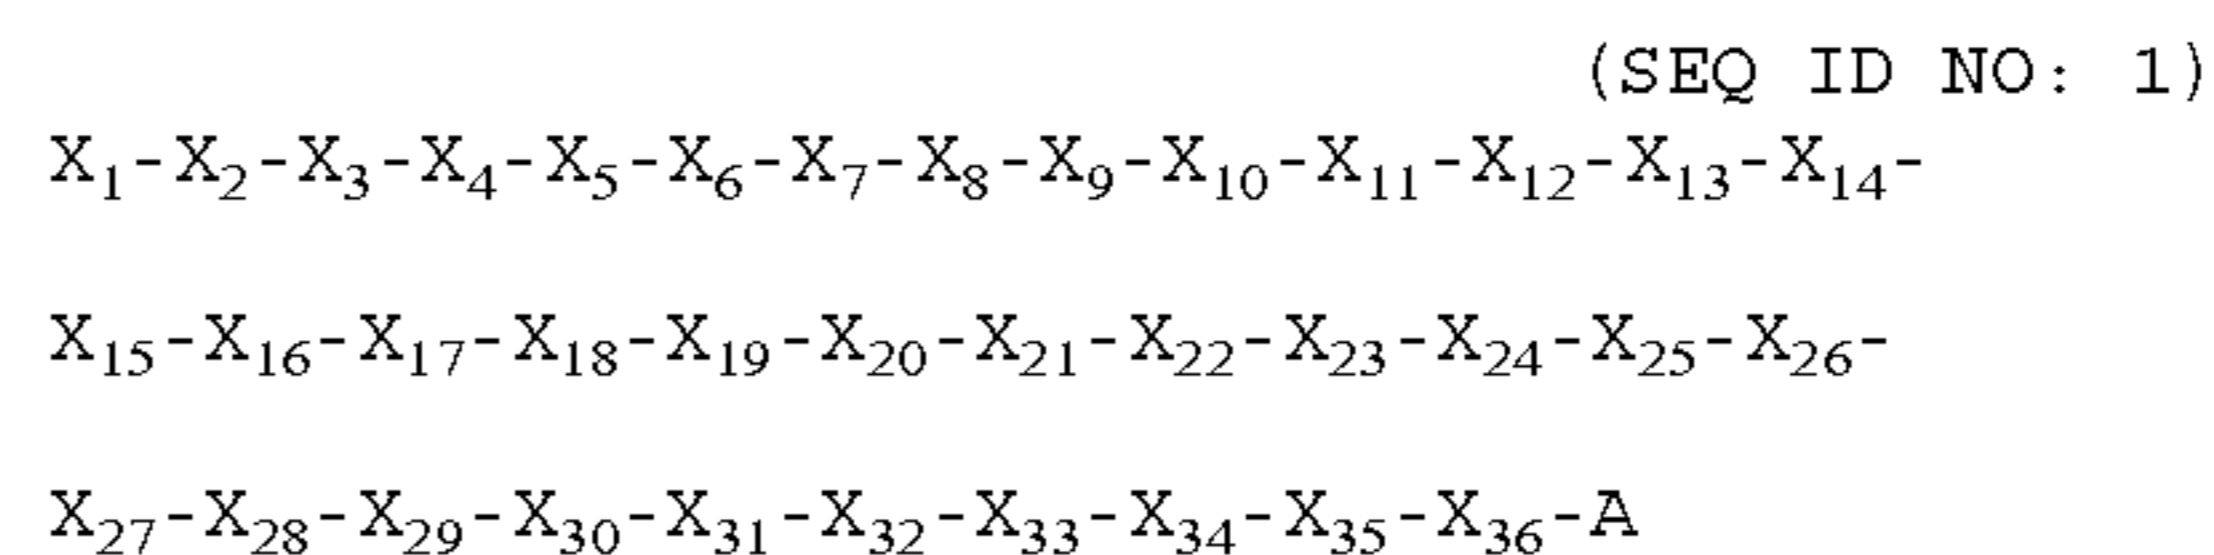 (SEQ ID NO: 1)
X₁-X₂-X₃-X₄-X₅-X₆-X₇-X₈-X₉-X₁₀-X₁₁-X₁₂-X₁₃-X₁₄-
X₁₅-X₁₆-X₁₇-X₁₈-X₁₉-X₂₀-X₂₁-X₂₂-X₂₃-X₂₄-X₂₅-X₂₆-
X₂₇-X₂₈-X₂₉-X₃₀-X₃₁-X₃₂-X₃₃-X₃₄-X₃₅-X₃₆-A